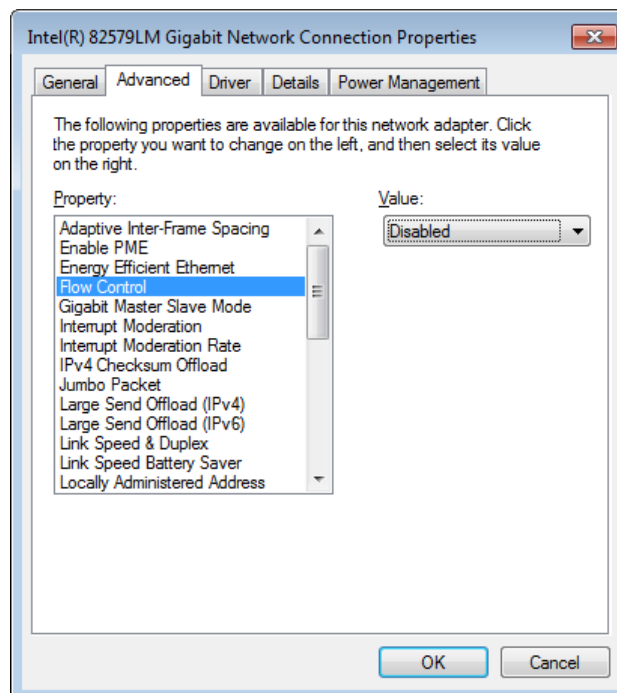 Intel(R) 82579LM Gigabit Network Connection Properties
General Advanced Driver Details Power Management
The following properties are available for this network adapter. Click
the property you want to change on the left, and then select its value
on the right.
Property: Value:
Adaptive Inter-Frame Spacing Disabled
Enable PME
Energy Efficient Ethernet
Flow Control
Gigabit Master Slave Mode
Interrupt Moderation
Interrupt Moderation Rate
IPv4 Checksum Offload
Jumbo Packet
Large Send Offload (IPv4)
Large Send Offload (IPv6)
Link Speed & Duplex
Link Speed Battery Saver
Locally Administered Address
OK Cancel